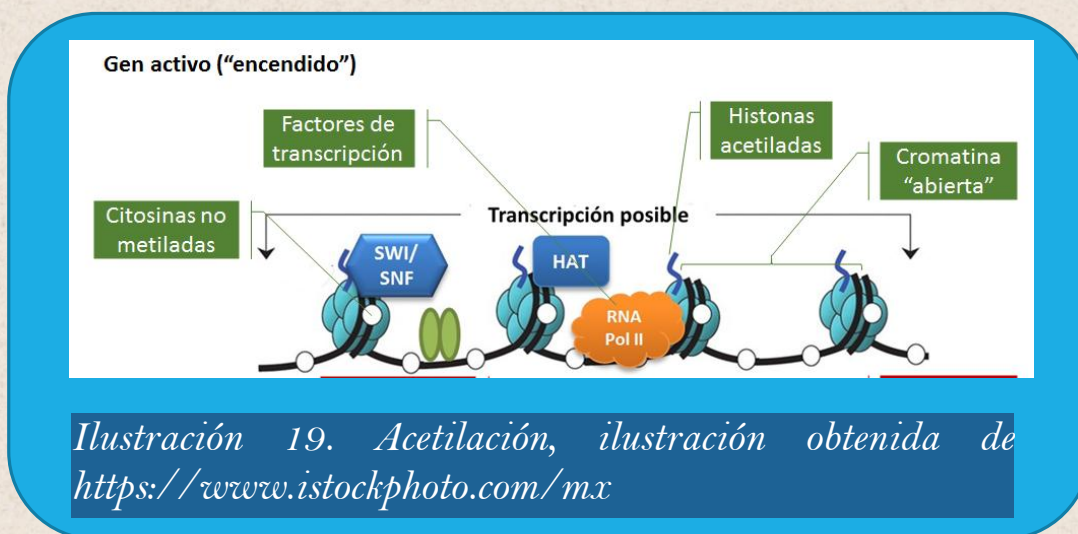 Gen activo (“encendido”)
Factores de
transcripción
Histonas
acetiladas
Cromatina
“abierta”
Citosinas no
metiladas
Transcripción posible
SWI/
SNF
HAT
RNA
Pol II
Ilustración 19. Acetilación, ilustración obtenida de
https://www.istockphoto.com/mx